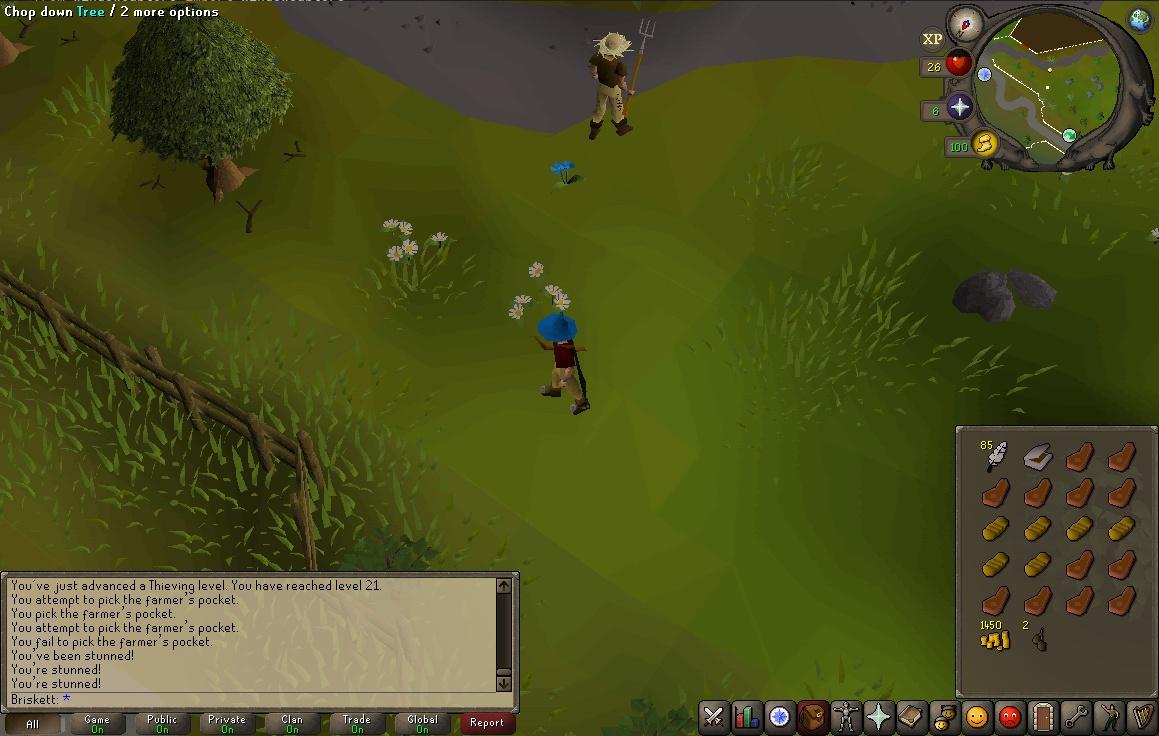 Chop down Tree / 2 more options
XP
26
6
100
85
1450
2
You've just advanced a Thieving level. You have reached level 21.
You attempt to pick the farmer's pocket.
You pick the farmer's pocket.
You attempt to pick the farmer's pocket.
You fail to pick the farmer's pocket.
You've been stunned!
You're stunned!
You're stunned!
Briskett: *
All
Game
On
Public
On
Private
On
Clan
On
Trade
On
Global
On
Report